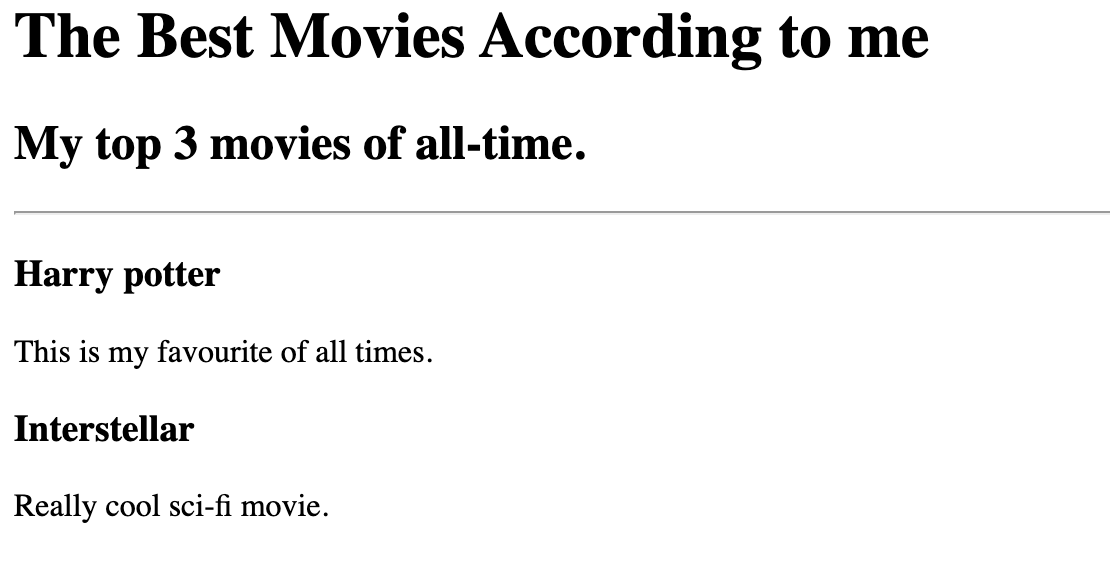 The Best Movies According to me
My top 3 movies of all-time.
Harry potter
This is my favourite of all times.
Interstellar
Really cool sci-fi movie.